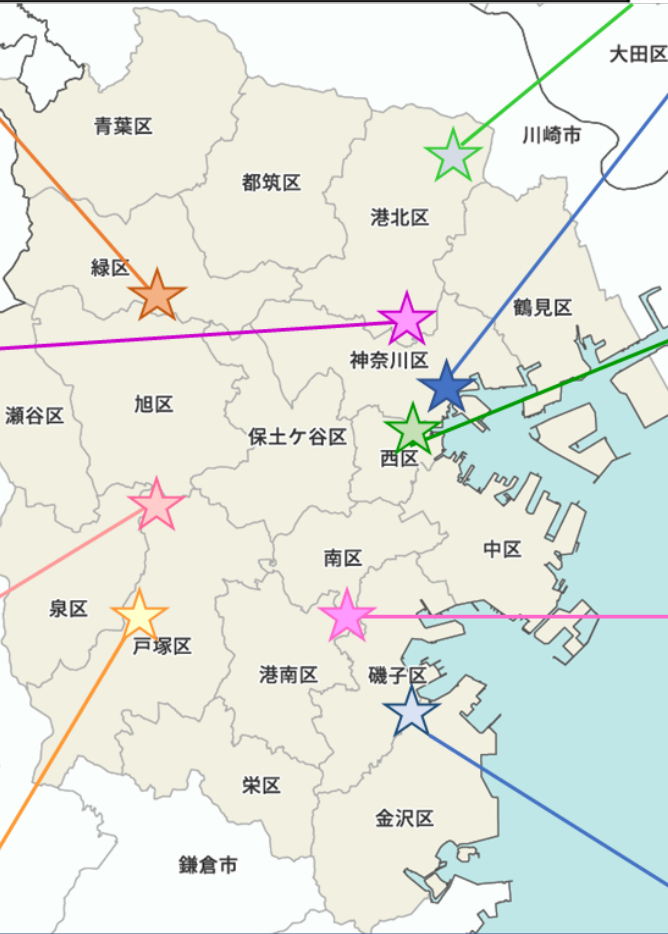 大田区
青葉区
川崎市
都筑区
港北区
緑区
鶴見区
神奈川区
旭区
瀬谷区
保土ケ谷区
西区
中区
南区
泉区
戸塚区
港南区
磯子区
栄区
金沢区
鎌倉市